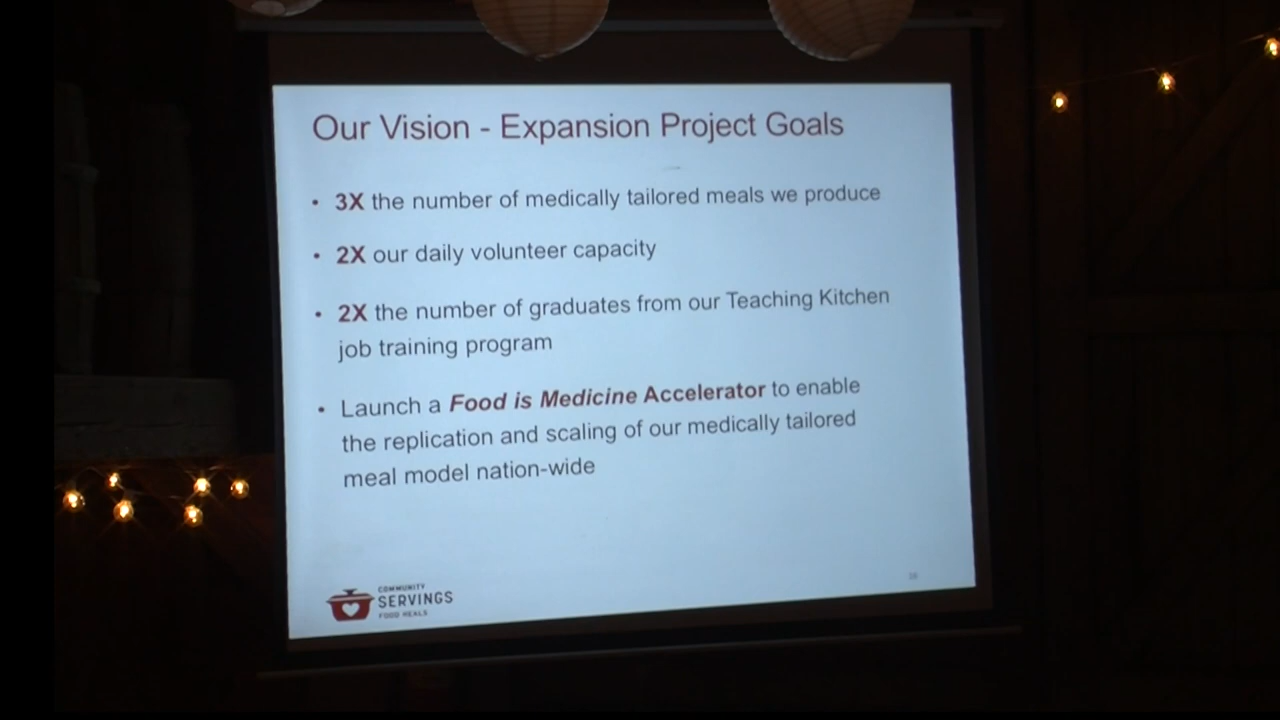 Our Vision - Expansion Project Goals
• 3X the number of medically tailored meals we produce
• 2X our daily volunteer capacity
• 2X the number of graduates from our Teaching Kitchen
job training program
• Launch a Food is Medicine Accelerator to enable
the replication and scaling of our medically tailored
meal model nation-wide
COMMUNITY
SERVINGS
FOOD HEALS